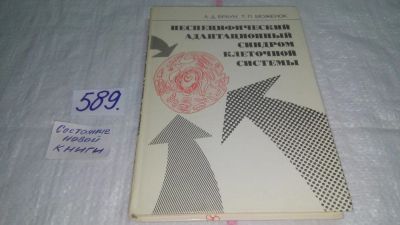 А. Д. БРАУН, Т. П. МОЖЕНОК
НЕСПЕЦИФИЧЕСКИЙ
АДАПТАЦИОННЫЙ
СИНДРОМ
КЛЕТОЧНОЙ
СИСТЕМЫ
589.
Состояние
новой
книги